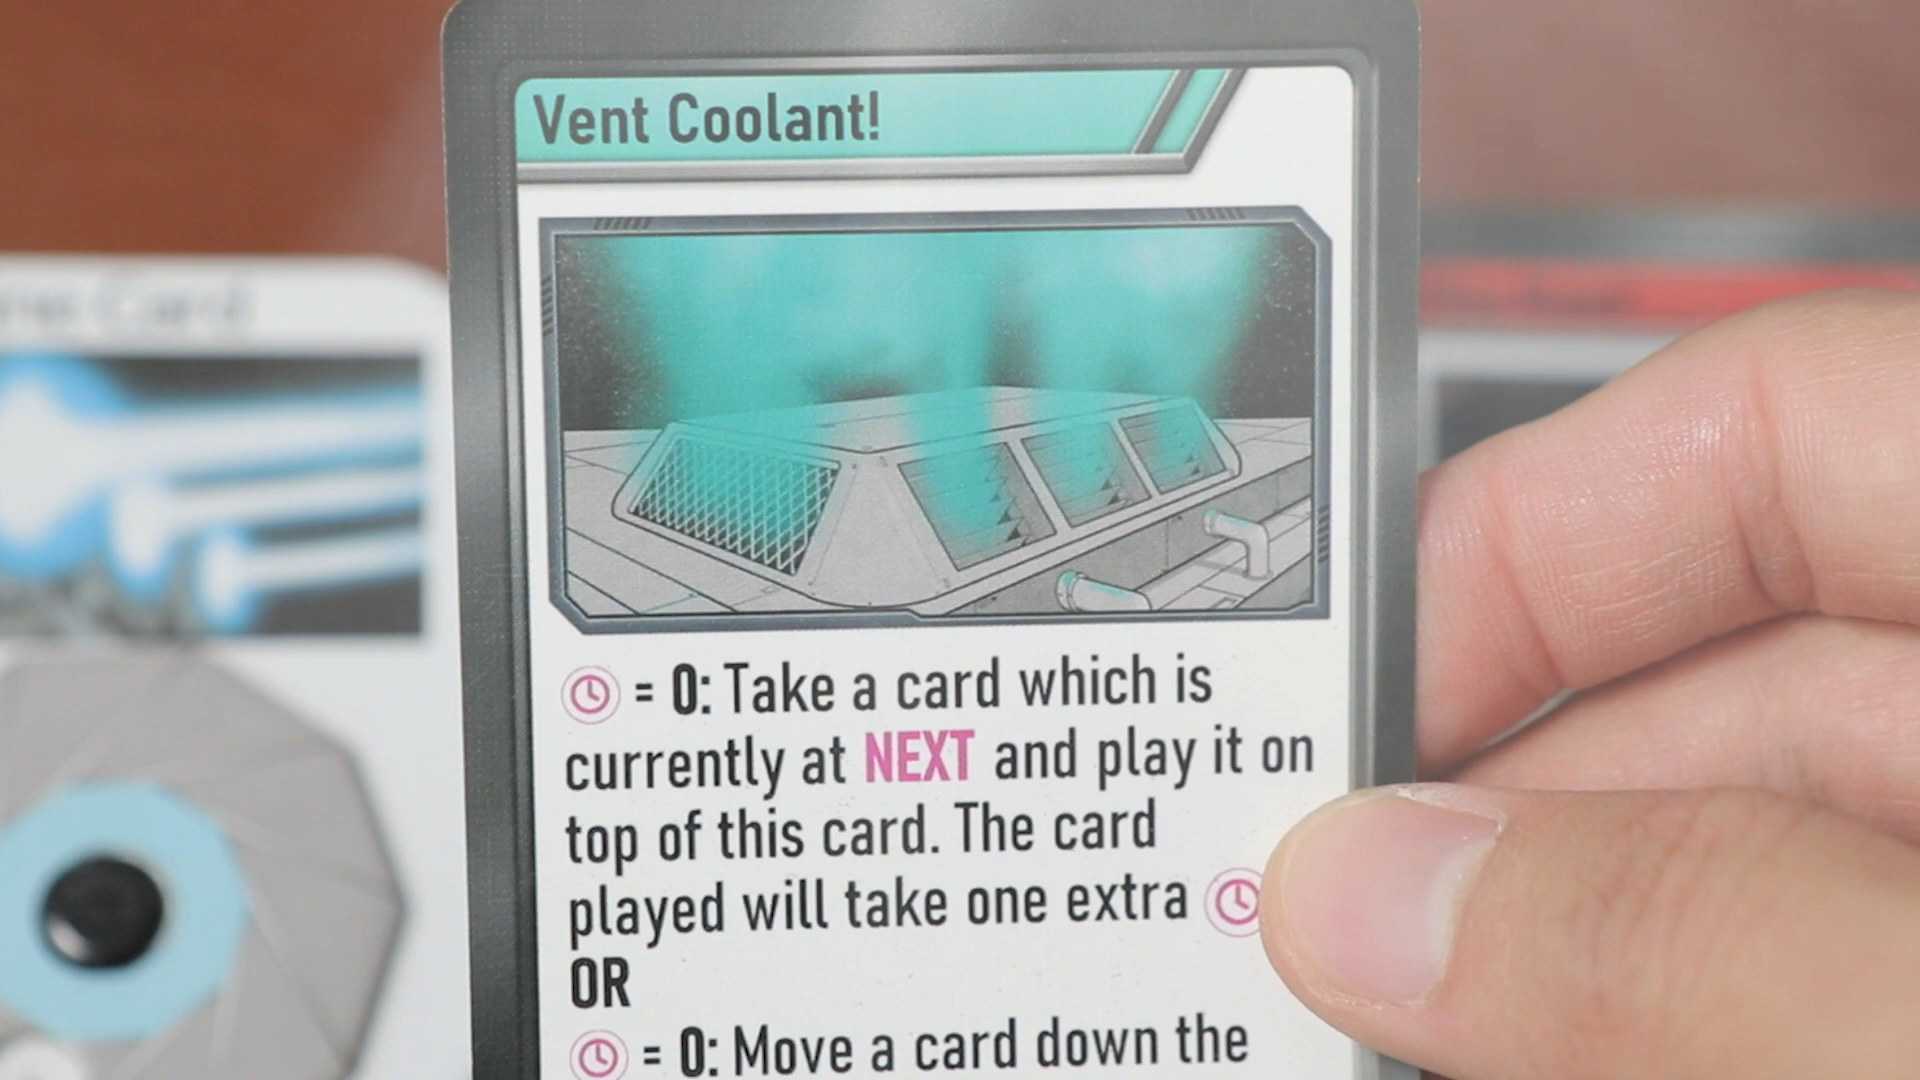 Vent Coolant!
= 0: Take a card which is
currently at NEXT and play it on
top of this card. The card
played will take one extra
OR
= 0: Move a card down the
Card